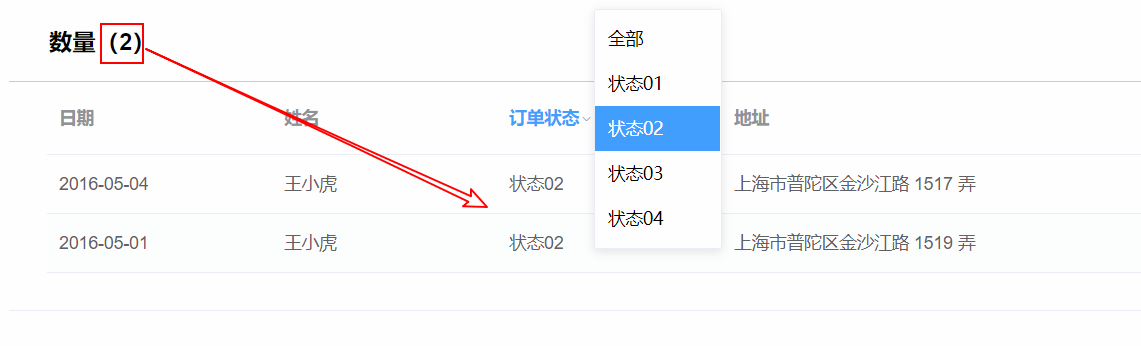 数量（2）
全部
状态01
状态02
状态03
状态04
日期 姓名 订单状态 地址
2016-05-04 王小虎 状态02 上海市普陀区金沙江路 1517 弄
2016-05-01 王小虎 状态02 上海市普陀区金沙江路 1519 弄